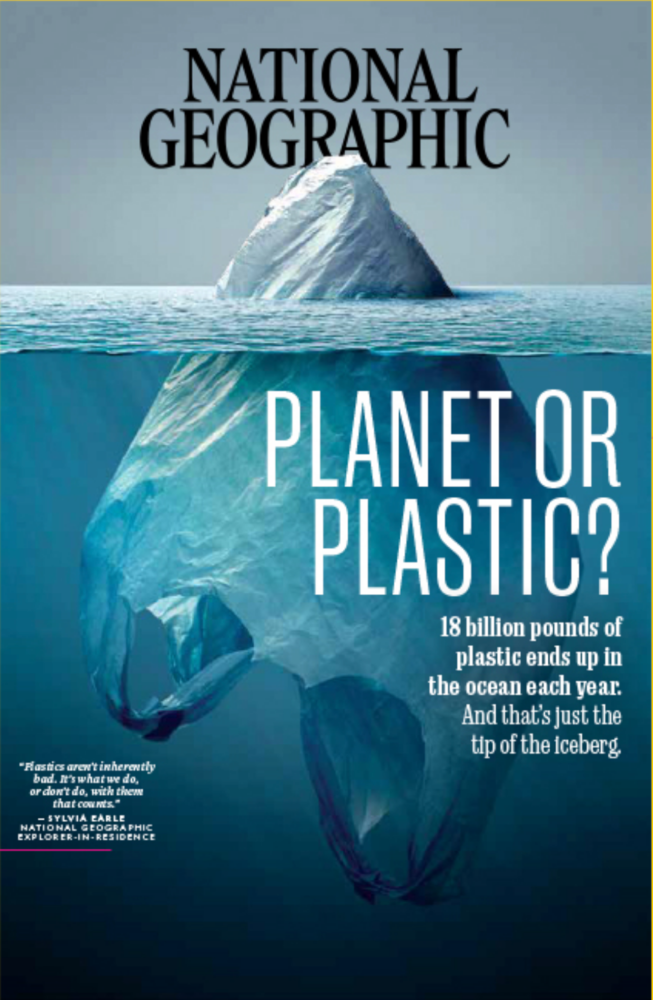 NATIONAL
GEOGRAPHIC
PLANET OR
PLASTIC?
18 billion pounds of
plastic ends up in
the ocean each year.
And that's just the
tip of the iceberg.
"Plastics aren't inherently
bad. It's what we do,
or don't do, with them
that counts."
– SYLVIA EARLE
NATIONAL GEOGRAPHIC
EXPLORER-IN-RESIDENCE